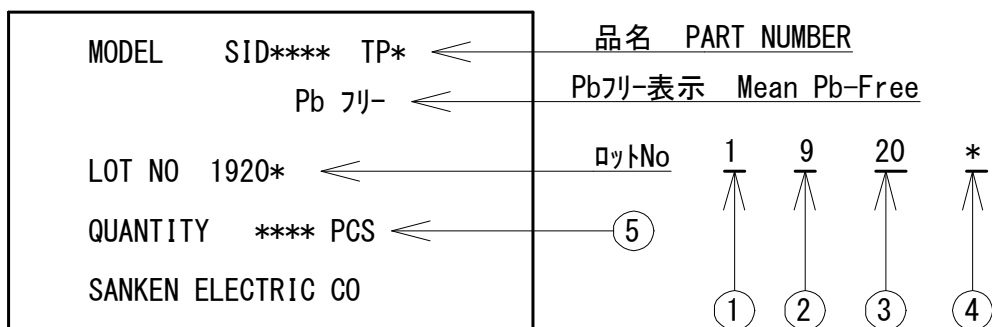 MODEL SID**** TP*
品名 PART NUMBER
Pb フリー
Pbフリー表示 Mean Pb-Free
LOT NO 1920*
ロットNo 1 9 20 *
QUANTITY **** PCS
⑤
SANKEN ELECTRIC CO
① ② ③ ④